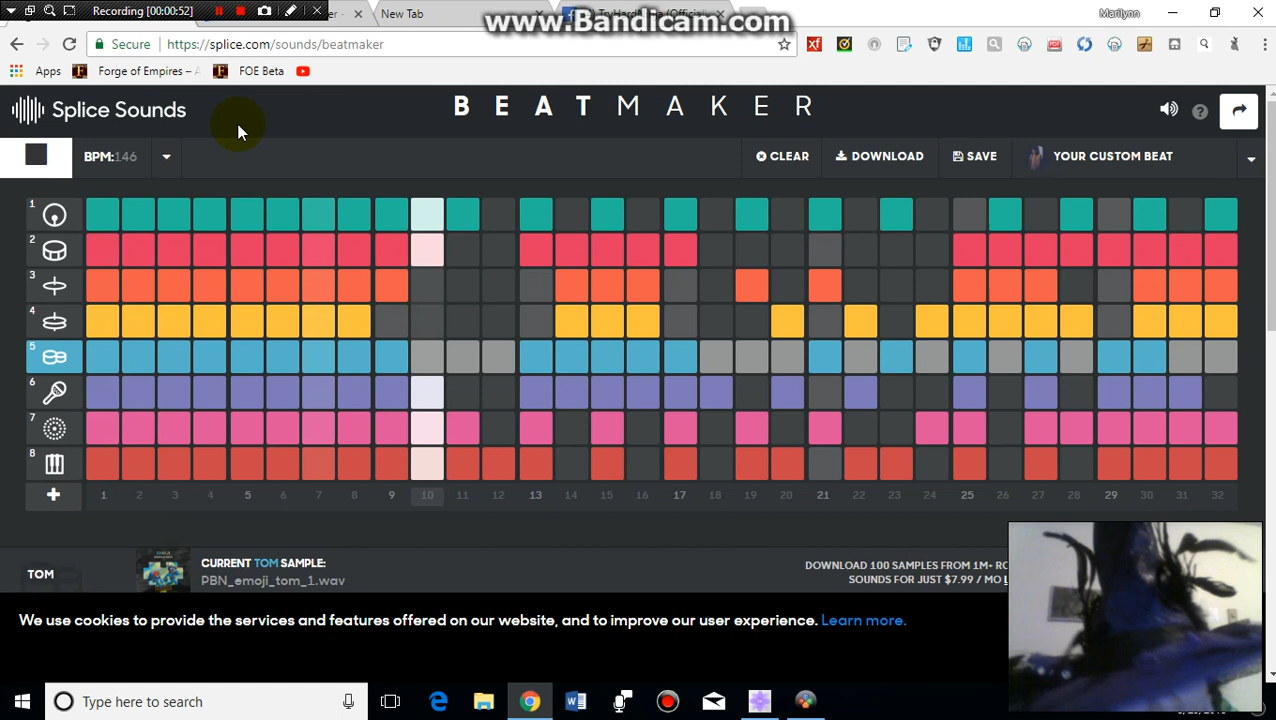 Recording [00:00:52]
New Tab
www.Bandicam.com
Marilynn
Secure
https://splice.com/sounds/beatmaker
Apps
Forge of Empires –
FOE Beta
Splice Sounds
BEATMAKER
BPM:146
CLEAR
DOWNLOAD
SAVE
YOUR CUSTOM BEAT
1
2
3
4
5
6
7
8
+
1 2 3 4 5 6 7 8 9 10 11 12 13 14 15 16 17 18 19 20 21 22 23 24 25 26 27 28 29 30 31 32
TOM
CURRENT TOM SAMPLE:
PBN_emoji_tom_1.wav
DOWNLOAD 100 SAMPLES FROM 1M+
SOUNDS FOR JUST $7.99 / MO
We use cookies to provide the services and features offered on our website, and to improve our user experience. Learn more.
Type here to search